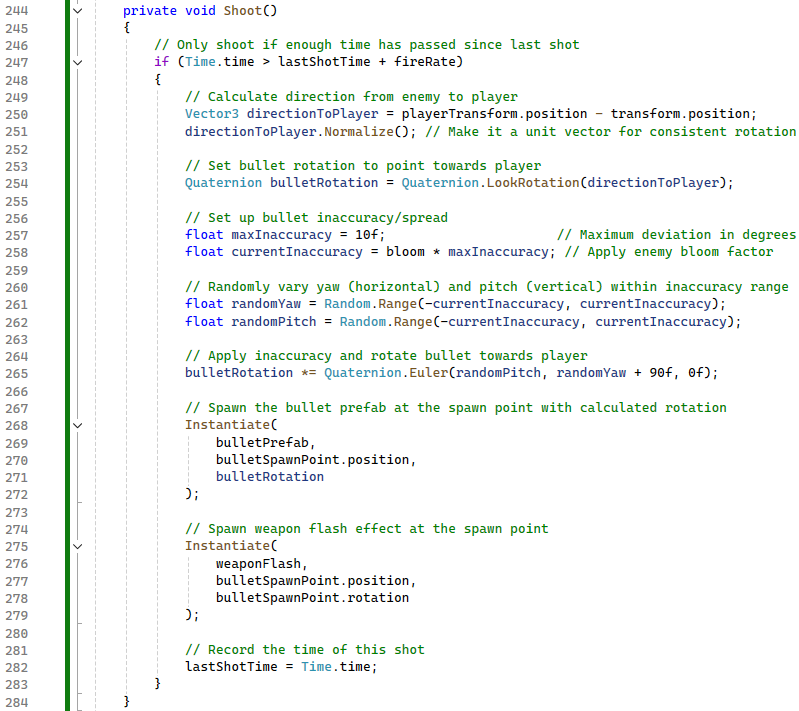 244 private void Shoot()
245 {
246 // Only shoot if enough time has passed since last shot
247 if (Time.time > lastShotTime + fireRate)
248 {
249 // Calculate direction from enemy to player
250 Vector3 directionToPlayer = playerTransform.position - transform.position;
251 directionToPlayer.Normalize(); // Make it a unit vector for consistent rotation
252
253 // Set bullet rotation to point towards player
254 Quaternion bulletRotation = Quaternion.LookRotation(directionToPlayer);
255
256 // Set up bullet inaccuracy/spread
257 float maxInaccuracy = 10f; // Maximum deviation in degrees
258 float currentInaccuracy = bloom * maxInaccuracy; // Apply enemy bloom factor
259
260 // Randomly vary yaw (horizontal) and pitch (vertical) within inaccuracy range
261 float randomYaw = Random.Range(-currentInaccuracy, currentInaccuracy);
262 float randomPitch = Random.Range(-currentInaccuracy, currentInaccuracy);
263
264 // Apply inaccuracy and rotate bullet towards player
265 bulletRotation *= Quaternion.Euler(randomPitch, randomYaw + 90f, 0f);
266
267 // Spawn the bullet prefab at the spawn point with calculated rotation
268 Instantiate(
269 bulletPrefab,
270 bulletSpawnPoint.position,
271 bulletRotation
272 );
273
274 // Spawn weapon flash effect at the spawn point
275 Instantiate(
276 weaponFlash,
277 bulletSpawnPoint.position,
278 bulletSpawnPoint.rotation
279 );
280
281 // Record the time of this shot
282 lastShotTime = Time.time;
283 }
284 }